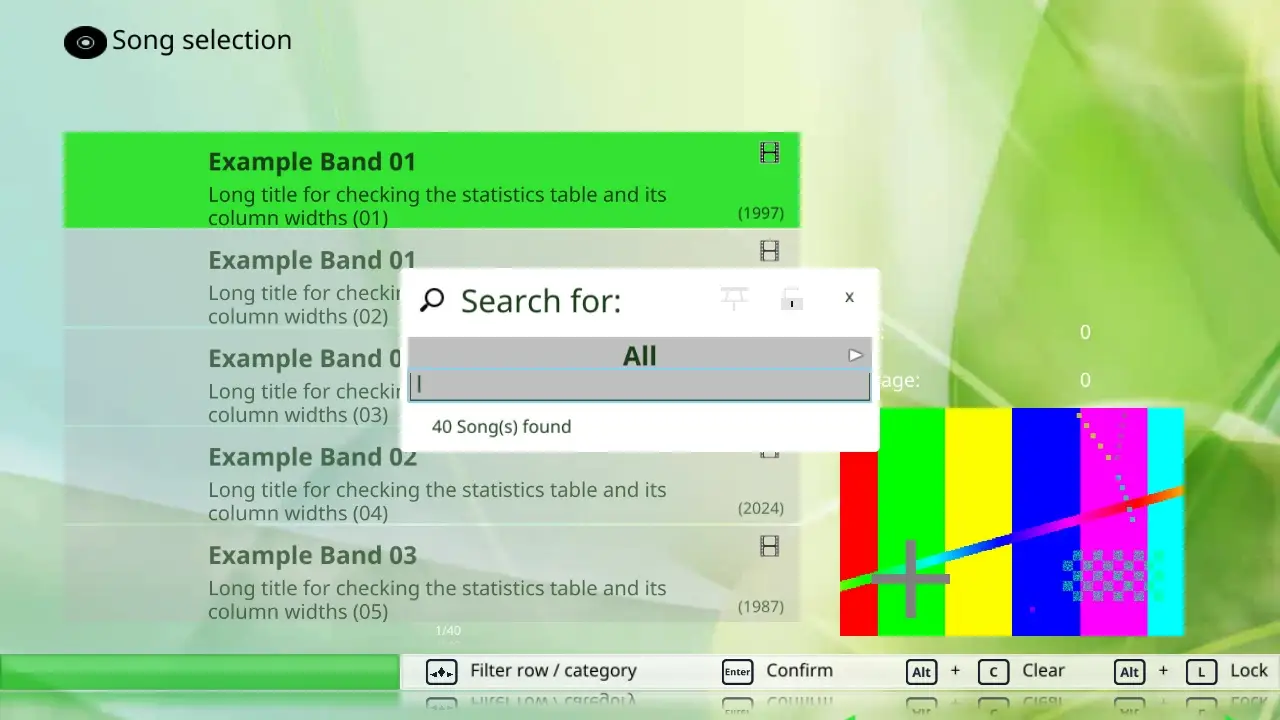 Song selection
Example Band 01
Long title for checking the statistics table and its
column widths (01)
(1997)
Example Band 01
Long title for checki
column widths (02)
Example Band 0
Long title for checkin
column widths (03)
Search for:
x
All
40 Song(s) found
0
age:
0
Example Band 02
Long title for checking the statistics table and its
column widths (04)
(2024)
Example Band 03
Long title for checking the statistics table and its
column widths (05)
(1987)
1/40
Filter row / category
Enter Confirm
Alt + C Clear
Alt + L Lock